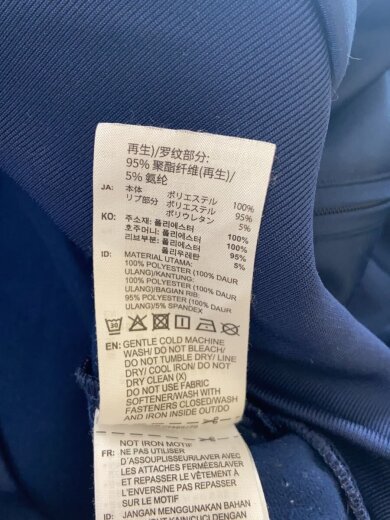 再生)/罗纹部分:
95% 聚酯纤维(再生)/
5% 氨纶
JA: 本体 ポリエステル 100%
リブ部分 ポリエステル 95%
ポリウレタン 5%
KO: 주소재: 폴리에스터 100%
호주머니: 폴리에스터 100%
리브부분: 폴리에스터 95%
폴리우레탄 5%
ID: MATERIAL UTAMA:
100% POLYESTER (100% DAUR
ULANG)/KANTUNG:
100% POLYESTER (100% DAUR
ULANG)/BAGIAN RIB:
95% POLYESTER (100% DAUR
ULANG)/5% SPANDEX
30
EN: GENTLE COLD MACHINE
WASH/ DO NOT BLEACH/
DO NOT TUMBLE DRY/ LINE
DRY/ COOL IRON/ DO NOT
DRY CLEAN (X)
DO NOT USE FABRIC
SOFTENER/WASH WITH
FASTENERS CLOSED/WASH
AND IRON INSIDE OUT/DO
NOT IRON MOTIF
FR: NE PAS UTILISER
D'ASSOUPLISSEUR/LAVER AVEC
LES ATTACHES FERMÉES/LAVER
ET REPASSER LE VÊTEMENT À
L'ENVERS/NE PAS REPASSER
SUR LE MOTIF
ID: JANGAN MENGGUNAKAN BAHAN